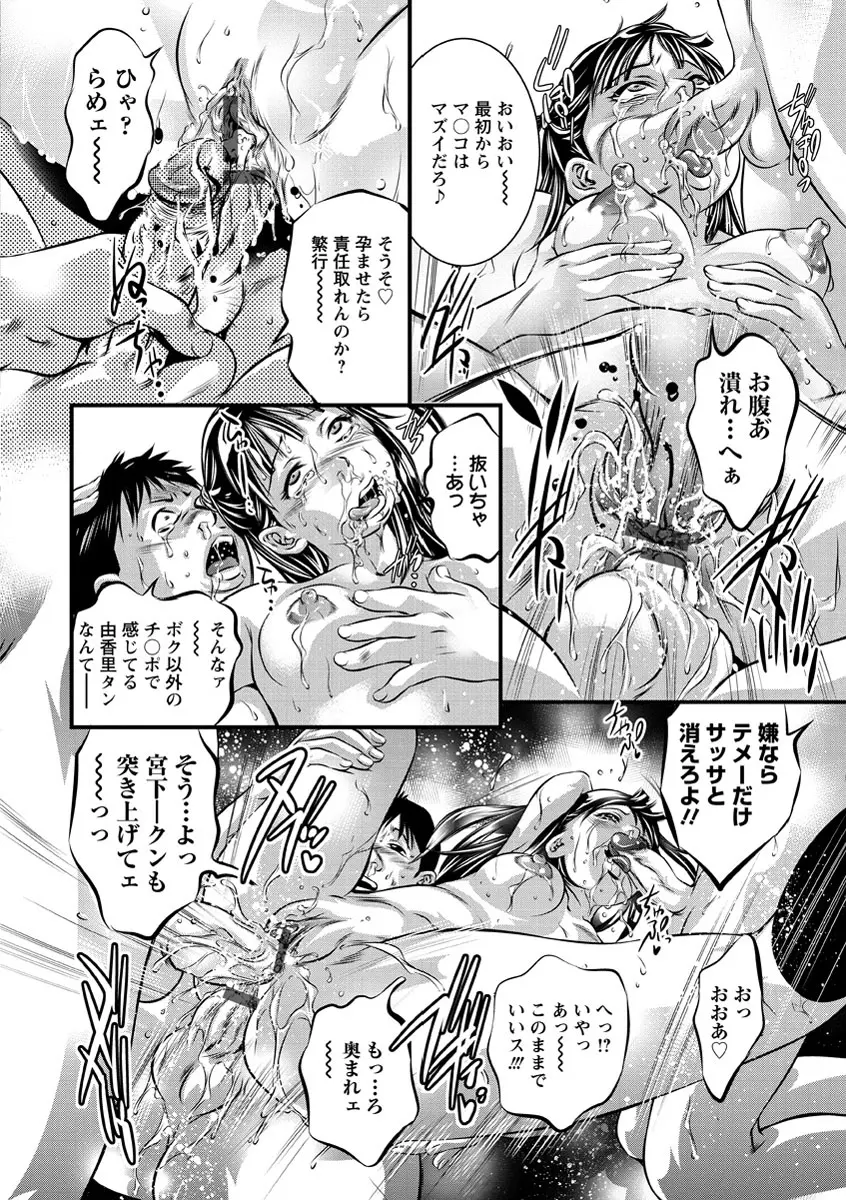 おいおい〜〜
最初から
マ〇コは
マズイだろ♪
ひゃ?
らめェ
〜〜
そうそ♡
孕ませたら
責任取れんのか?
繁行〜〜〜
お腹ぁ
潰れ…へぁ
抜いちゃ
…あっ
そんなァ
〜〜
ボク以外の
チ〇ポで
感じてる
由香里タン
なんて――
嫌なら
テメーだけ
サッサと
消えろよ!!
そう…よっ
宮下ークンも
突き上げてェ
〜〜っっ
おっ
おおあ♡
へっ!?
いやっ
あっ〜〜
このままで
いいス!!!
もっ…ろ
奥まれェ
〜〜